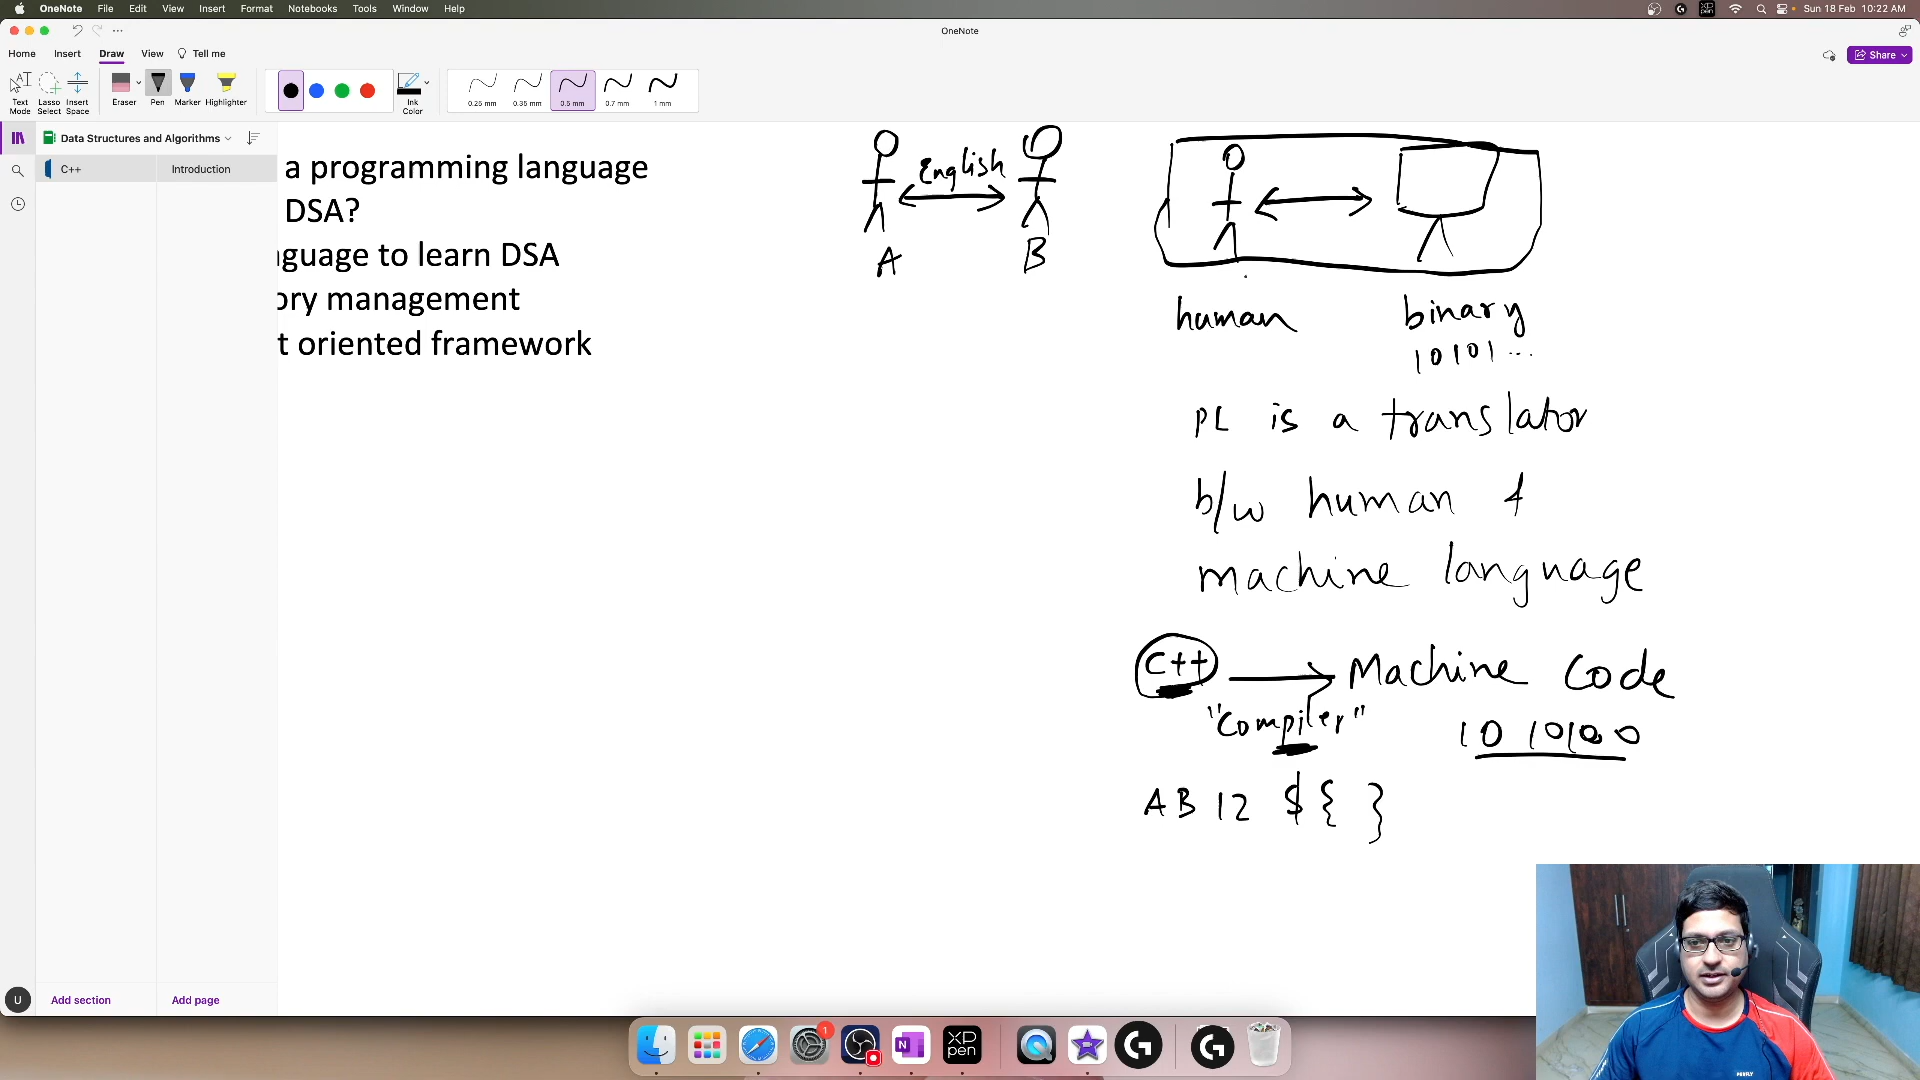 OneNote File Edit View Insert Format Notebooks Tools Window Help
Sun 18 Feb 10:22 AM
OneNote
Home Insert Draw View Tell me
Share
Text Mode
Lasso Select
Insert Space
Eraser
Pen
Marker
Highlighter
Ink Color
0.25 mm
0.35 mm
0.5 mm
0.7 mm
1 mm
Data Structures and Algorithms
C++
Introduction
a programming language
DSA?
nguage to learn DSA
ory management
t oriented framework
English
A B
human
binary
10101...
PL is a translator
b/w human &
machine language
C++ → Machine Code
"Compiler"
10 10100
AB 12 $ { }
U
Add section
Add page
1
N
XP pen